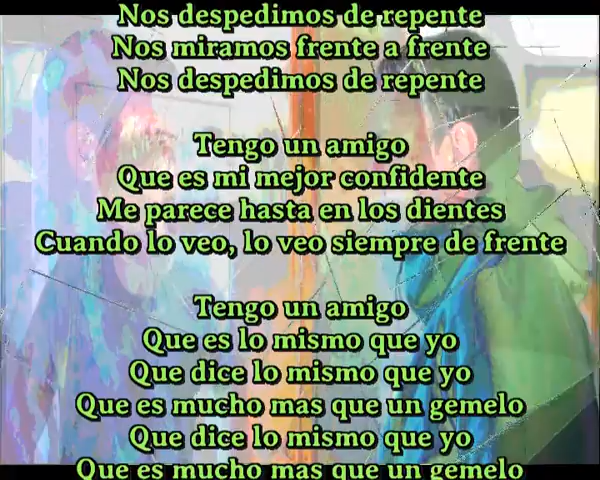 Nos despedimos de repente
Nos miramos frente a frente
Nos despedimos de repente
Tengo un amigo
Que es mi mejor confidente
Me parece hasta en los dientes
Cuando lo veo, lo veo siempre de frente
Tengo un amigo
Que es lo mismo que yo
Que dice lo mismo que yo
Que es mucho mas que un gemelo
Que dice lo mismo que yo
Que es mucho mas que un gemelo